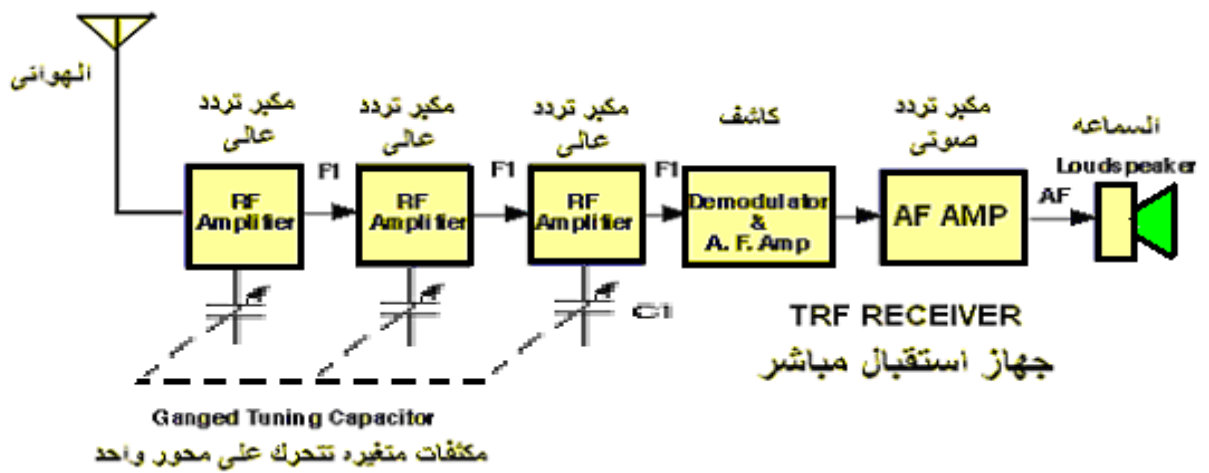 الهوائى
مكبر تردد
عالى
مكبر تردد
عالى
مكبر تردد
عالى
كاشف
مكبر تردد
صوتى
السماعه
Loudspeaker
RF
Amplifier
F1
RF
Amplifier
F1
RF
Amplifier
F1
Demodulator
&
A. F. Amp
AF AMP
AF
C1
TRF RECEIVER
جهاز استقبال مباشر
Ganged Tuning Capacitor
مكثفات متغيره تتحرك على محور واحد